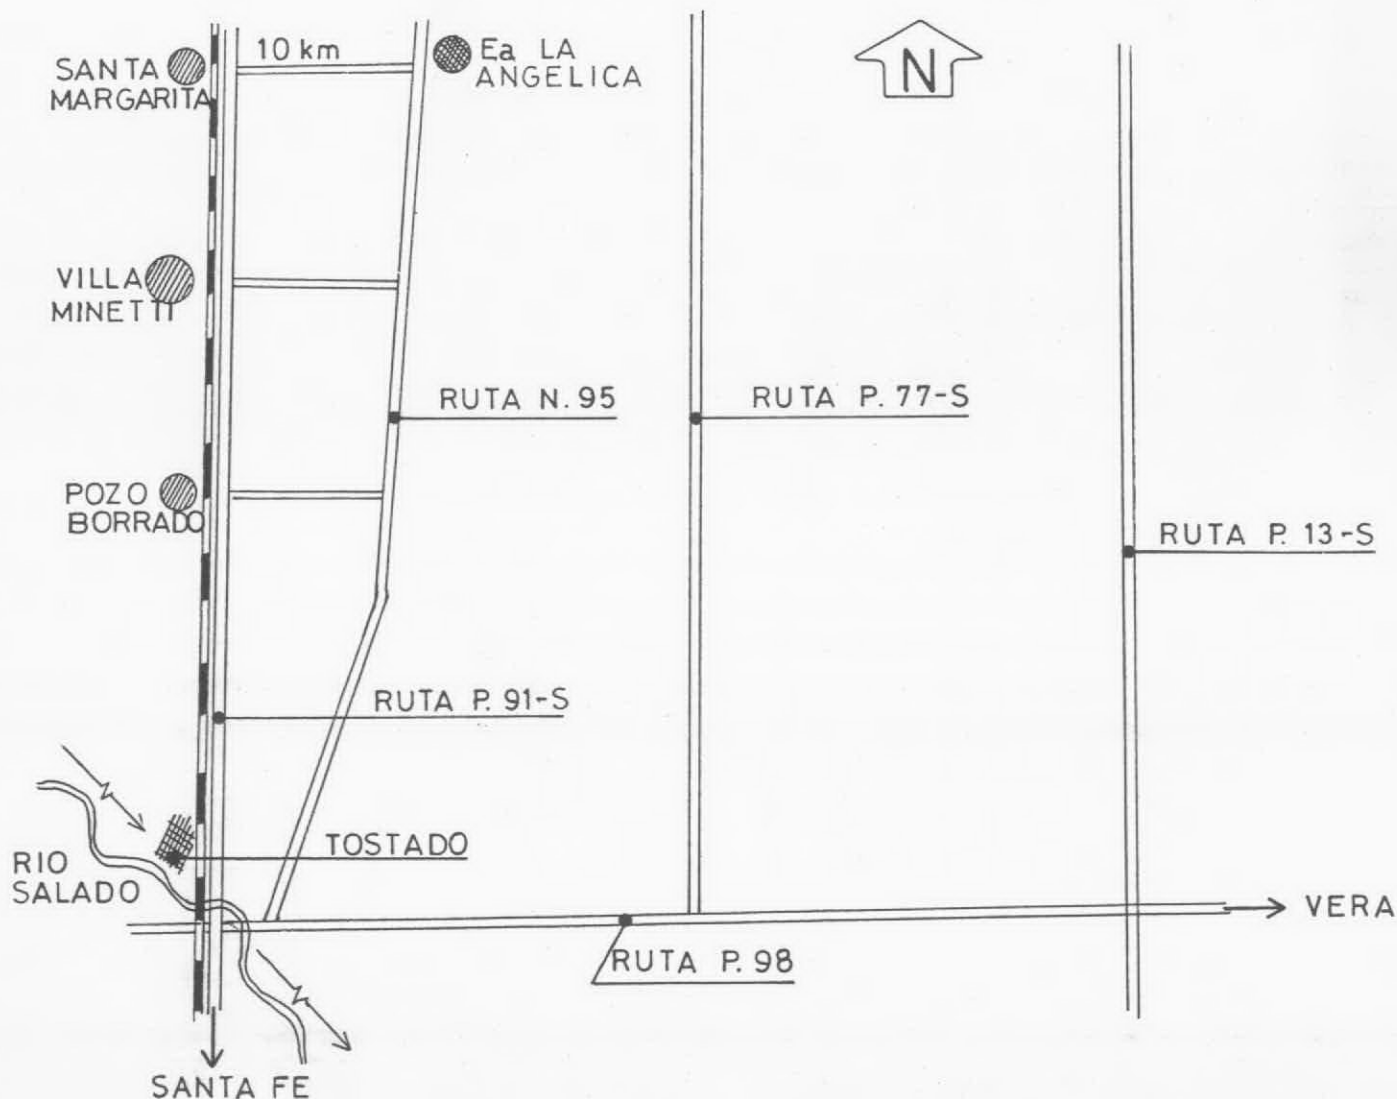 10 km
Ea LA
ANGELICA
N
SANTA
MARGARITA
VILLA
MINETTI
RUTA N. 95
RUTA P. 77-S
POZO
BORRADO
RUTA P. 13-S
RUTA P. 91-S
TOSTADO
RIO
SALADO
VERA
RUTA P. 98
SANTA FE